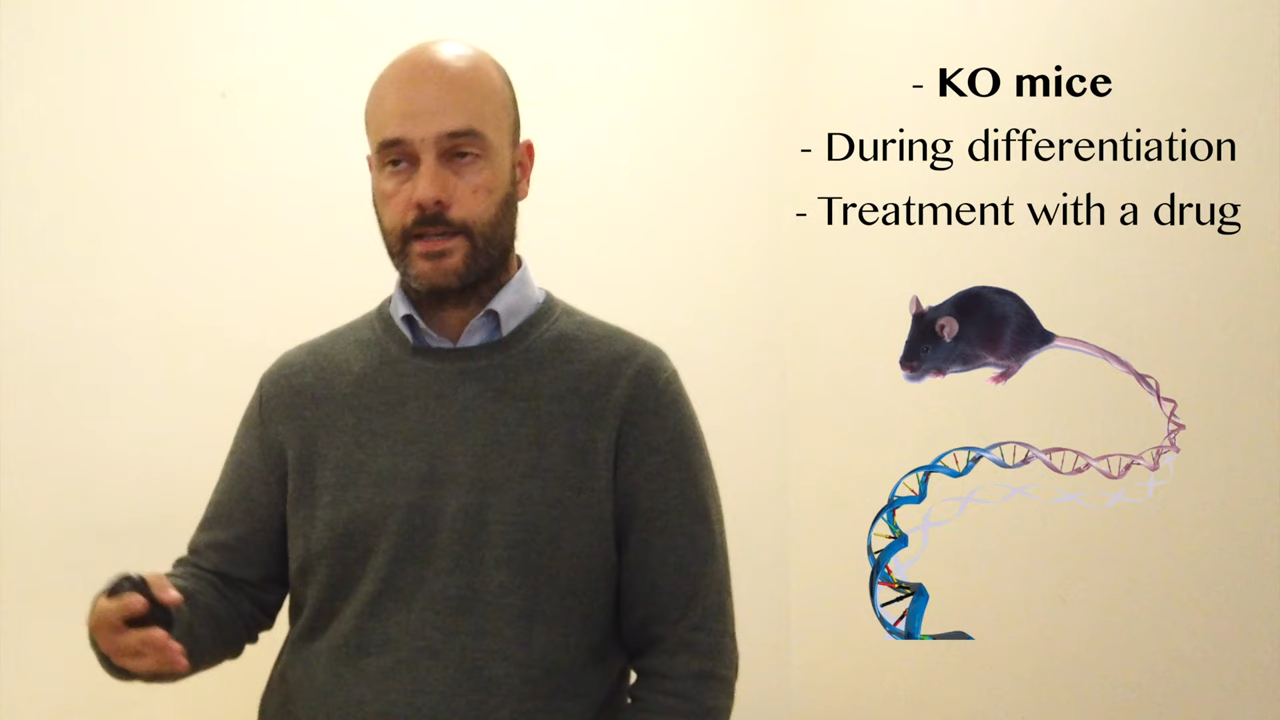 - KO mice
- During differentiation
- Treatment with a drug